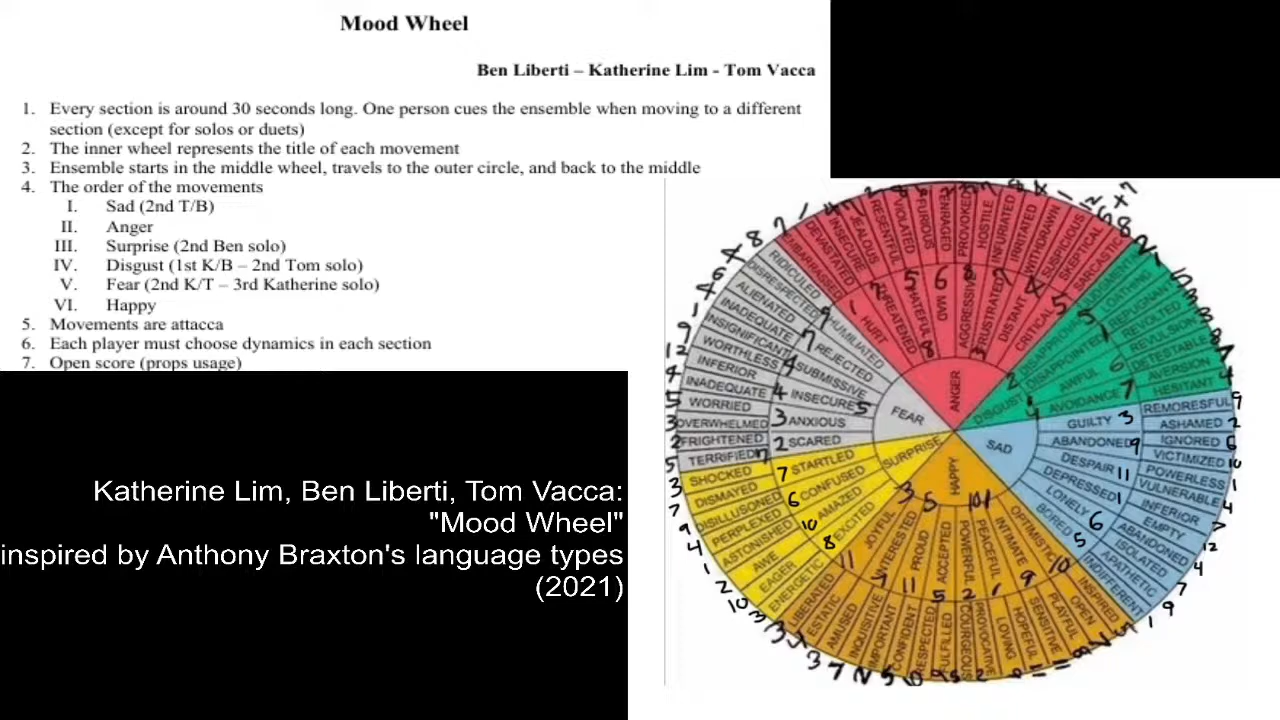 Mood Wheel
Ben Liberti – Katherine Lim - Tom Vacca
1. Every section is around 30 seconds long. One person cues the ensemble when moving to a different
section (except for solos or duets)
2. The inner wheel represents the title of each movement
3. Ensemble starts in the middle wheel, travels to the outer circle, and back to the middle
4. The order of the movements
I. Sad (2nd T/B)
II. Anger
III. Surprise (2nd Ben solo)
IV. Disgust (1st K/B – 2nd Tom solo)
V. Fear (2nd K/T – 3rd Katherine solo)
VI. Happy
5. Movements are attacca
6. Each player must choose dynamics in each section
7. Open score (props usage)
Katherine Lim, Ben Liberti, Tom Vacca:
"Mood Wheel"
inspired by Anthony Braxton's language types
(2021)
ANGER
DISGUST
SAD
HAPPY
SURPRISE
FEAR
HURT
THREATENED
HATEFUL
MAD
AGGRESSIVE
FRUSTRATED
DISTANT
CRITICAL
DISAPPROVAL
DISAPPOINTED
AWFUL
AVOIDANCE
GUILTY
ABANDONED
DESPAIR
DEPRESSED
LONELY
BORED
OPTIMISTIC
INTIMATE
PEACEFUL
POWERFUL
ACCEPTED
PROUD
INTERESTED
JOYFUL
EXCITED
AMAZED
CONFUSED
STARTLED
SCARED
ANXIOUS
INSECURE
SUBMISSIVE
REJECTED
HUMILIATED
EMBARRASSED
DEVASTATED
INSECURE
JEALOUS
RESENTFUL
VIOLATED
FURIOUS
ENRAGED
PROVOKED
HOSTILE
INFURIATED
IRRITATED
WITHDRAWN
SUSPICIOUS
SKEPTICAL
SARCASTIC
LOATHING
REPUGNANT
REVOLTED
REVULSION
DETESTABLE
AVERSION
HESITANT
REMORESFUL
ASHAMED
IGNORED
VICTIMIZED
POWERLESS
VULNERABLE
INFERIOR
EMPTY
ABANDONED
ISOLATED
APATHETIC
INDIFFERENT
INSPIRED
OPEN
PLAYFUL
SENSITIVE
HOPEFUL
LOVING
PROVOCATIVE
COURGEOUS
FULFILLED
RESPECTED
CONFIDENT
IMPORTANT
INQUISITIVE
AMUSED
ESTATIC
LIBERATED
ENERGETIC
EAGER
AWE
ASTONISHED
PERPLEXED
DISILLUSIONED
DISMAYED
SHOCKED
TERRIFIED
FRIGHTENED
OVERWHELMED
WORRIED
INADEQUATE
INFERIOR
WORTHLESS
INSIGNIFICANT
INADEQUATE
ALIENATED
DISRESPECTED
RIDICULED